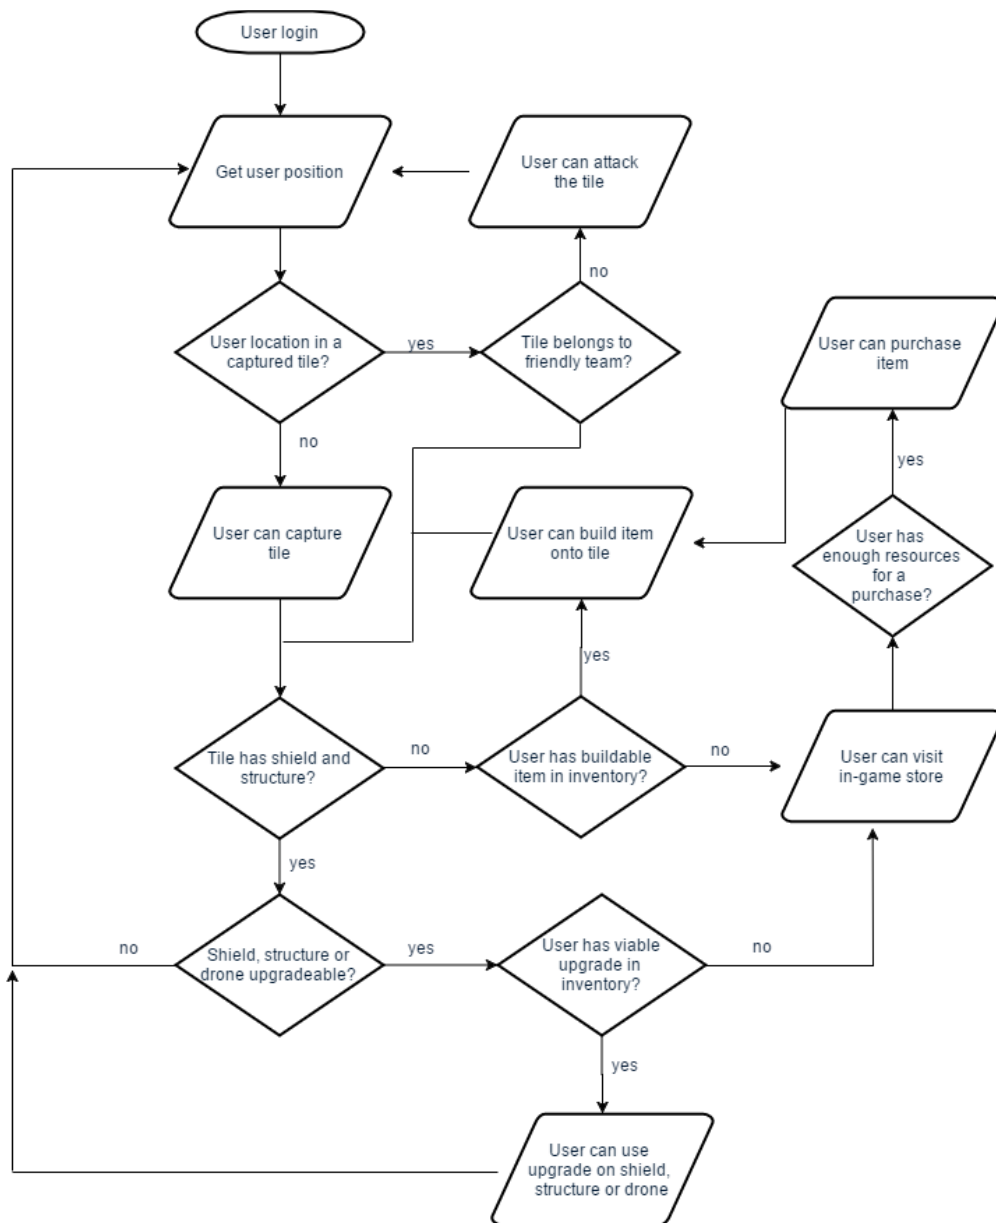 User login
Get user position
User can attack
the tile
no
User location in a
captured tile?
yes
Tile belongs to
friendly team?
User can purchase
item
no
yes
User can capture
tile
User can build item
onto tile
User has
enough resources
for a
purchase?
yes
Tile has shield and
structure?
no
User has buildable
item in inventory?
no
User can visit
in-game store
yes
no
Shield, structure or
drone upgradeable?
yes
User has viable
upgrade in
inventory?
no
yes
User can use
upgrade on shield,
structure or drone